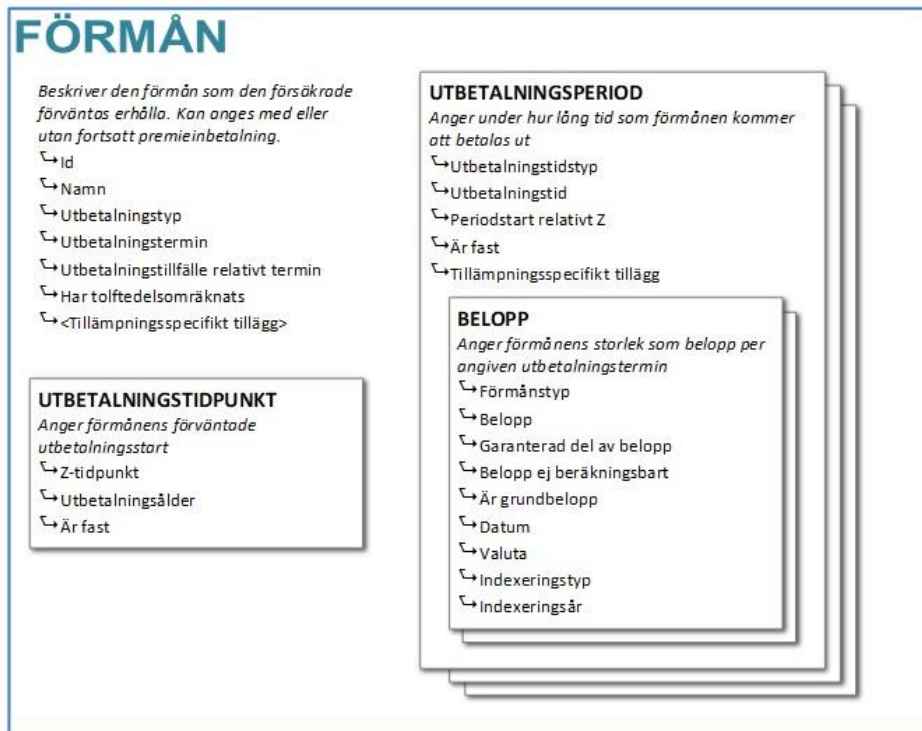 FÖRMÅN
Beskriver den förmån som den försäkrade
förväntas erhålla. Kan anges med eller
utan fortsatt premieinbetalning.
Id
Namn
Utbetalningstyp
Utbetalningstermin
Utbetalningstillfälle relativt termin
Har tolftedelsomräknats
<Tillämpningsspecifikt tillägg>
UTBETALNINGSTIDPUNKT
Anger förmånens förväntade
utbetalningsstart
Z-tidpunkt
Utbetalningsålder
Är fast
UTBETALNINGSPERIOD
Anger under hur lång tid som förmånen kommer
att betalas ut
Utbetalningstidstyp
Utbetalningstid
Periodstart relativt Z
Är fast
Tillämpningsspecifikt tillägg
BELOPP
Anger förmånens storlek som belopp per
angiven utbetalningstermin
Förmånstyp
Belopp
Garanterad del av belopp
Belopp ej beräkningsbart
Är grundbelopp
Datum
Valuta
Indexeringstyp
Indexeringsår